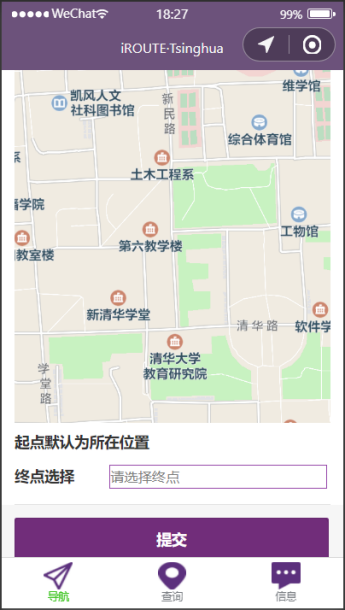 WeChat
18:27
99%
iROUTE·Tsinghua
维学馆
凯风人文
社科图书馆
新民路
综合体育馆
系
土木工程系
学院
工物馆
第六教学楼
教室楼
新清华学堂
清华路
软件学
清华大学
教育研究院
学堂路
起点默认为所在位置
终点选择
请选择终点
提交
导航
查询
信息